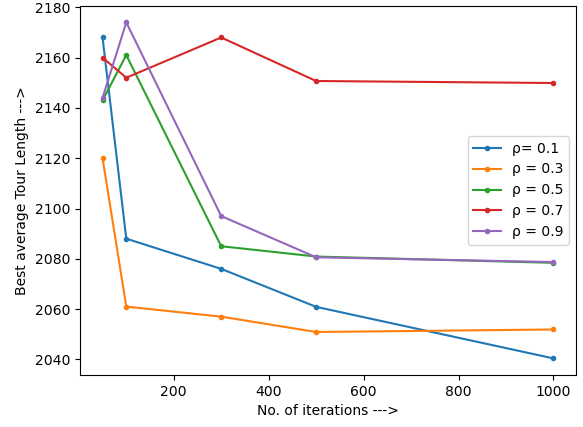 2180
2160
2140
2120
2100
2080
2060
2040
Best average Tour Length --->
ρ= 0.1
ρ = 0.3
ρ = 0.5
ρ = 0.7
ρ = 0.9
200 400 600 800 1000
No. of iterations --->